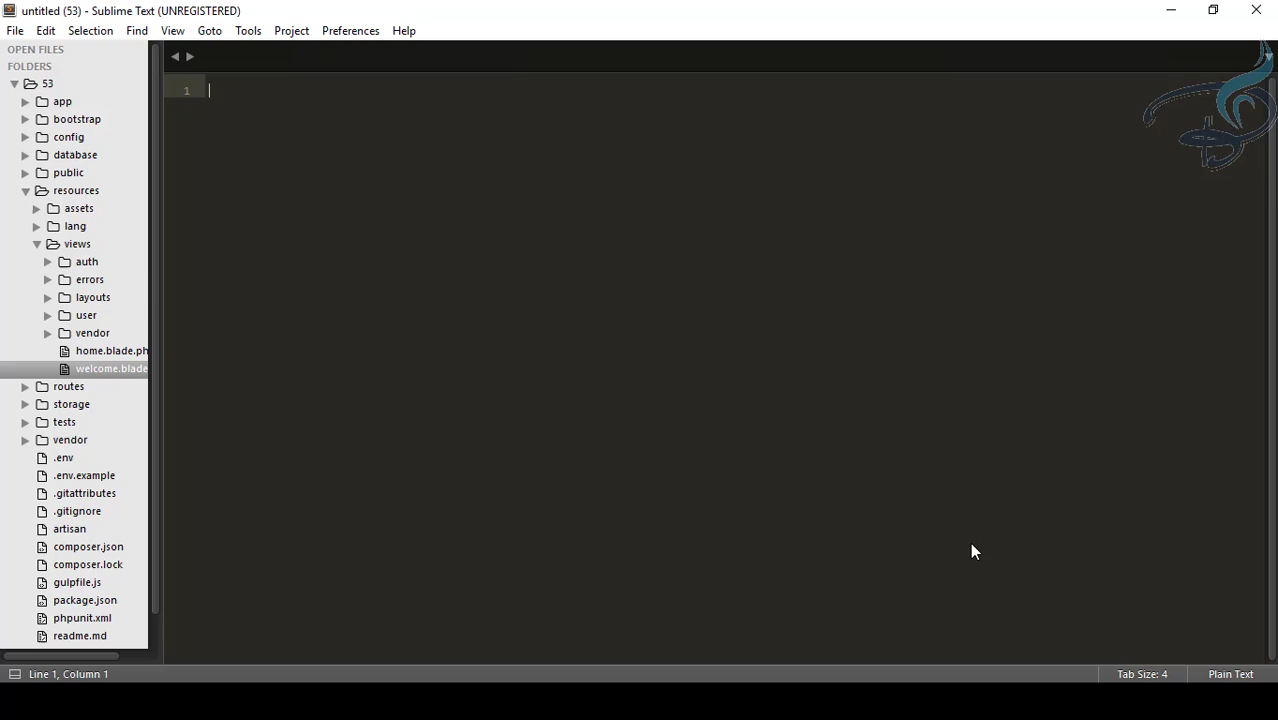 untitled (53) - Sublime Text (UNREGISTERED)
File Edit Selection Find View Goto Tools Project Preferences Help
OPEN FILES
FOLDERS
53
app
bootstrap
config
database
public
resources
assets
lang
views
auth
errors
layouts
user
vendor
home.blade.ph
welcome.blade
routes
storage
tests
vendor
.env
.env.example
.gitattributes
.gitignore
artisan
composer.json
composer.lock
gulpfile.js
package.json
phpunit.xml
readme.md
1
Line 1, Column 1
Tab Size: 4
Plain Text